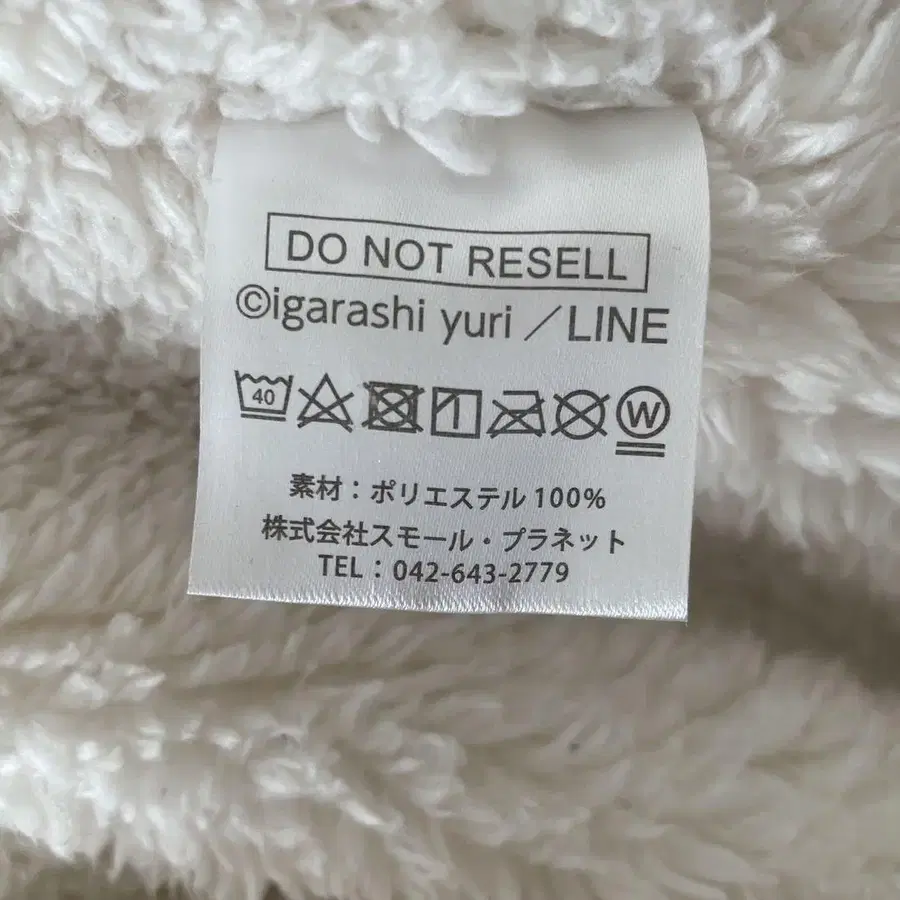 DO NOT RESELL
©igarashi yuri ／LINE
40 W
素材：ポリエステル 100%
株式会社スモール・プラネット
TEL：042-643-2779